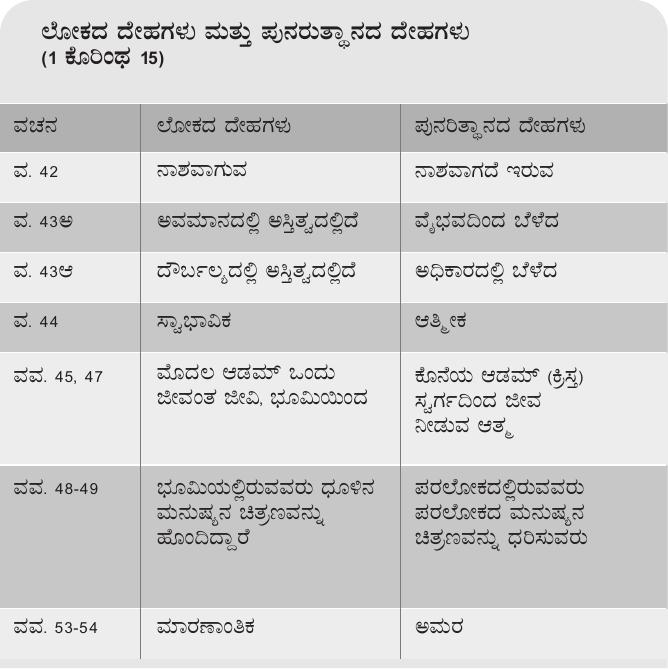 ಲೋಕದ ದೇಹಗಳು ಮತ್ತು ಪುನರುತ್ಥಾನದ ದೇಹಗಳು
(1 ಕೊರಿಂಥ 15)
ವಚನ ಲೋಕದ ದೇಹಗಳು ಪುನರಿತ್ಥಾನದ ದೇಹಗಳು
ವ. 42 ನಾಶವಾಗುವ ನಾಶವಾಗದೆ ಇರುವ
ವ. 43ಅ ಅವಮಾನದಲ್ಲಿ ಅಸ್ತಿತ್ವದಲ್ಲಿದೆ ವೈಭವದಿಂದ ಬೆಳೆದ
ವ. 43ಆ ದೌರ್ಬಲ್ಯದಲ್ಲಿ ಅಸ್ತಿತ್ವದಲ್ಲಿದೆ ಅಧಿಕಾರದಲ್ಲಿ ಬೆಳೆದ
ವ. 44 ಸ್ವಾಭಾವಿಕ ಆತ್ಮೀಕ
ವವ. 45, 47 ಮೊದಲ ಆಡಮ್ ಒಂದು ಕೊನೆಯ ಆಡಮ್ (ಕ್ರಿಸ್ತ)
ಜೀವಂತ ಜೀವಿ, ಭೂಮಿಯಿಂದ ಸ್ವರ್ಗದಿಂದ ಜೀವ
ನೀಡುವ ಆತ್ಮ
ವವ. 48-49 ಭೂಮಿಯಲ್ಲಿರುವವರು ಧೂಳಿನ ಪರಲೋಕದಲ್ಲಿರುವವರು
ಮನುಷ್ಯನ ಚಿತ್ರಣವನ್ನು ಪರಲೋಕದ ಮನುಷ್ಯನ
ಹೊಂದಿದ್ದಾರೆ ಚಿತ್ರಣವನ್ನು ಧರಿಸುವರು
ವವ. 53-54 ಮಾರಣಾಂತಿಕ ಅಮರ